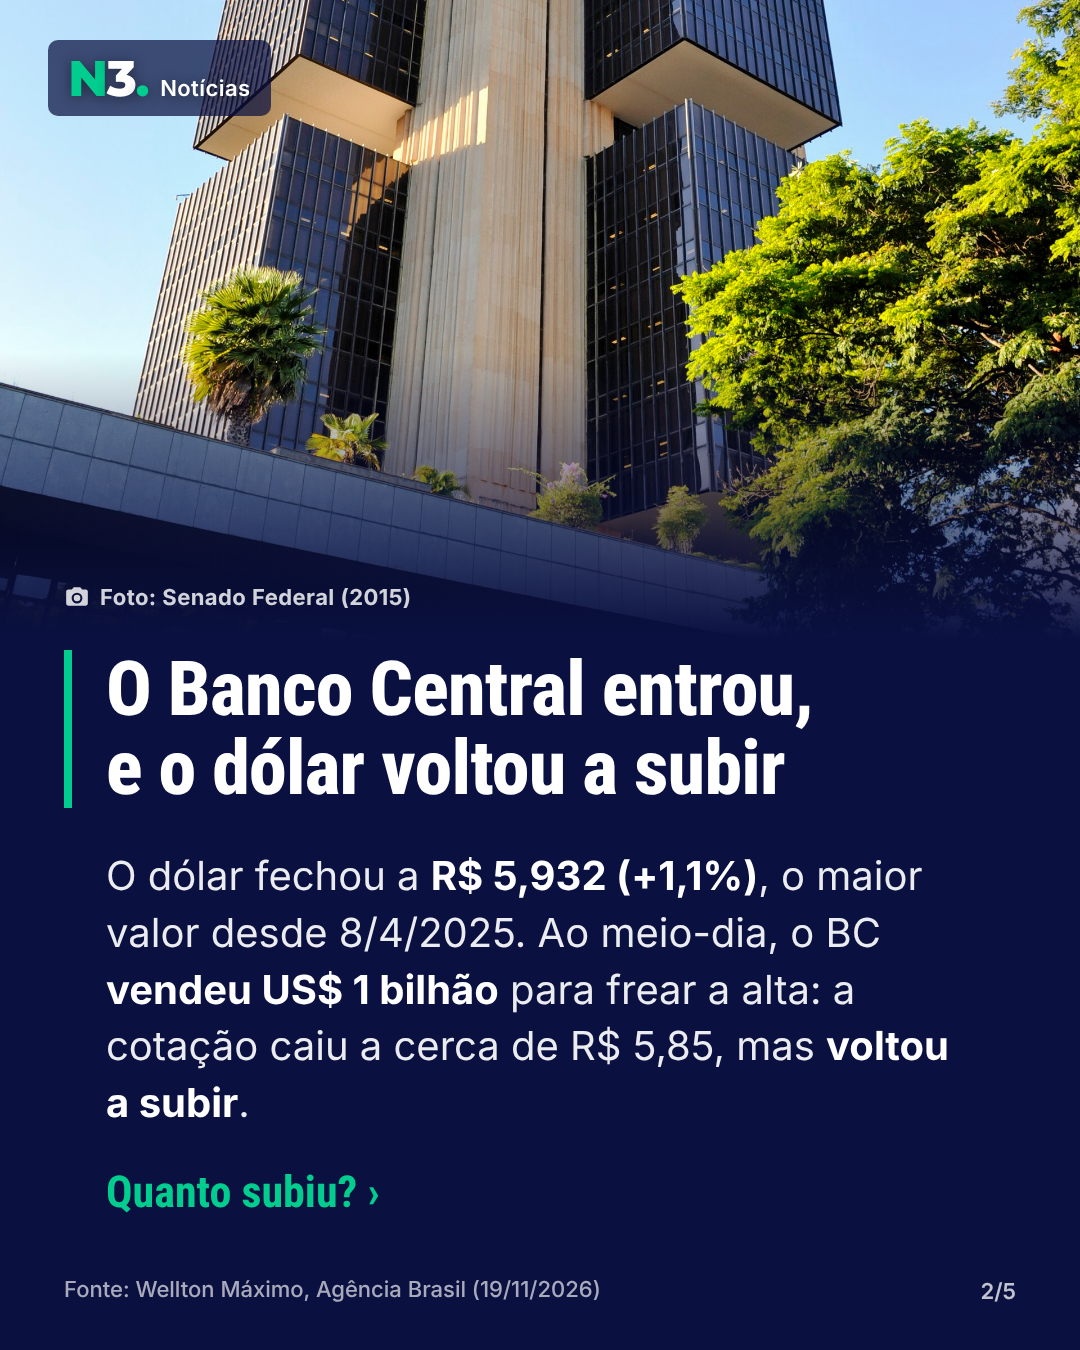 N3. Notícias
Foto: Senado Federal (2015)
O Banco Central entrou,
e o dólar voltou a subir
O dólar fechou a R$ 5,932 (+1,1%), o maior
valor desde 8/4/2025. Ao meio-dia, o BC
vendeu US$ 1 bilhão para frear a alta: a
cotação caiu a cerca de R$ 5,85, mas voltou
a subir.
Quanto subiu? ›
Fonte: Wellton Máximo, Agência Brasil (19/11/2026)
2/5